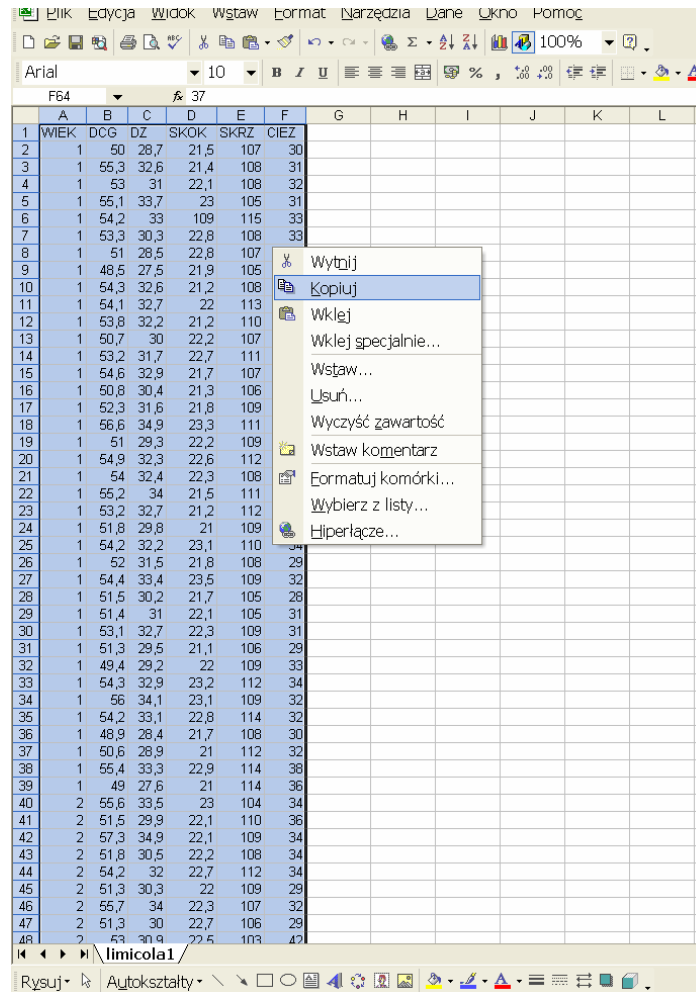 Plik Edycja Widok Wstaw Format Narzędzia Dane Okno Pomoc
100%
Arial 10 B I U % ,
F64 fx 37
A B C D E F G H I J K L
1 WIEK DCG DZ SKOK SKRZ CIEZ
2 1 50 28,7 21,5 107 30
3 1 55,3 32,6 21,4 108 31
4 1 53 31 22,1 108 32
5 1 55,1 33,7 23 105 31
6 1 54,2 33 109 115 33
7 1 53,3 30,3 22,8 108 33
8 1 51 28,5 22,8 107
9 1 48,5 27,5 21,9 105
10 1 54,3 32,6 21,2 108
11 1 54,1 32,7 22 113
12 1 53,8 32,2 21,2 110
13 1 50,7 30 22,2 107
14 1 53,2 31,7 22,7 111
15 1 54,6 32,9 21,7 107
16 1 50,8 30,4 21,3 106
17 1 52,3 31,6 21,8 109
18 1 56,6 34,9 23,3 111
19 1 51 29,3 22,2 109
20 1 54,9 32,3 22,6 112
21 1 54 32,4 22,3 108
22 1 55,2 34 21,5 111
23 1 53,2 32,7 21,2 112
24 1 51,8 29,8 21 109
25 1 54,2 32,2 23,1 110
26 1 52 31,5 21,8 108 29
27 1 54,4 33,4 23,5 109 32
28 1 51,5 30,2 21,7 105 28
29 1 51,4 31 22,1 105 31
30 1 53,1 32,7 22,3 109 31
31 1 51,3 29,5 21,1 106 29
32 1 49,4 29,2 22 109 33
33 1 54,3 32,9 23,2 112 34
34 1 56 34,1 23,1 109 32
35 1 54,2 33,1 22,8 114 32
36 1 48,9 28,4 21,7 108 30
37 1 50,6 28,9 21 112 32
38 1 55,4 33,3 22,9 114 38
39 1 49 27,6 21 114 36
40 2 55,6 33,5 23 104 34
41 2 51,5 29,9 22,1 110 36
42 2 57,3 34,9 22,1 109 34
43 2 51,8 30,5 22,2 108 34
44 2 54,2 32 22,7 112 34
45 2 51,3 30,3 22 109 29
46 2 55,7 34 22,3 107 32
47 2 51,3 30 22,7 106 29
48 2 53 30,9 22,5 103 42
Wytnij
Kopiuj
Wklej
Wklej specjalnie...
Wstaw...
Usuń...
Wyczyść zawartość
Wstaw komentarz
Formatuj komórki...
Wybierz z listy...
Hiperłącze...
limicola1
Rysuj Autokształty